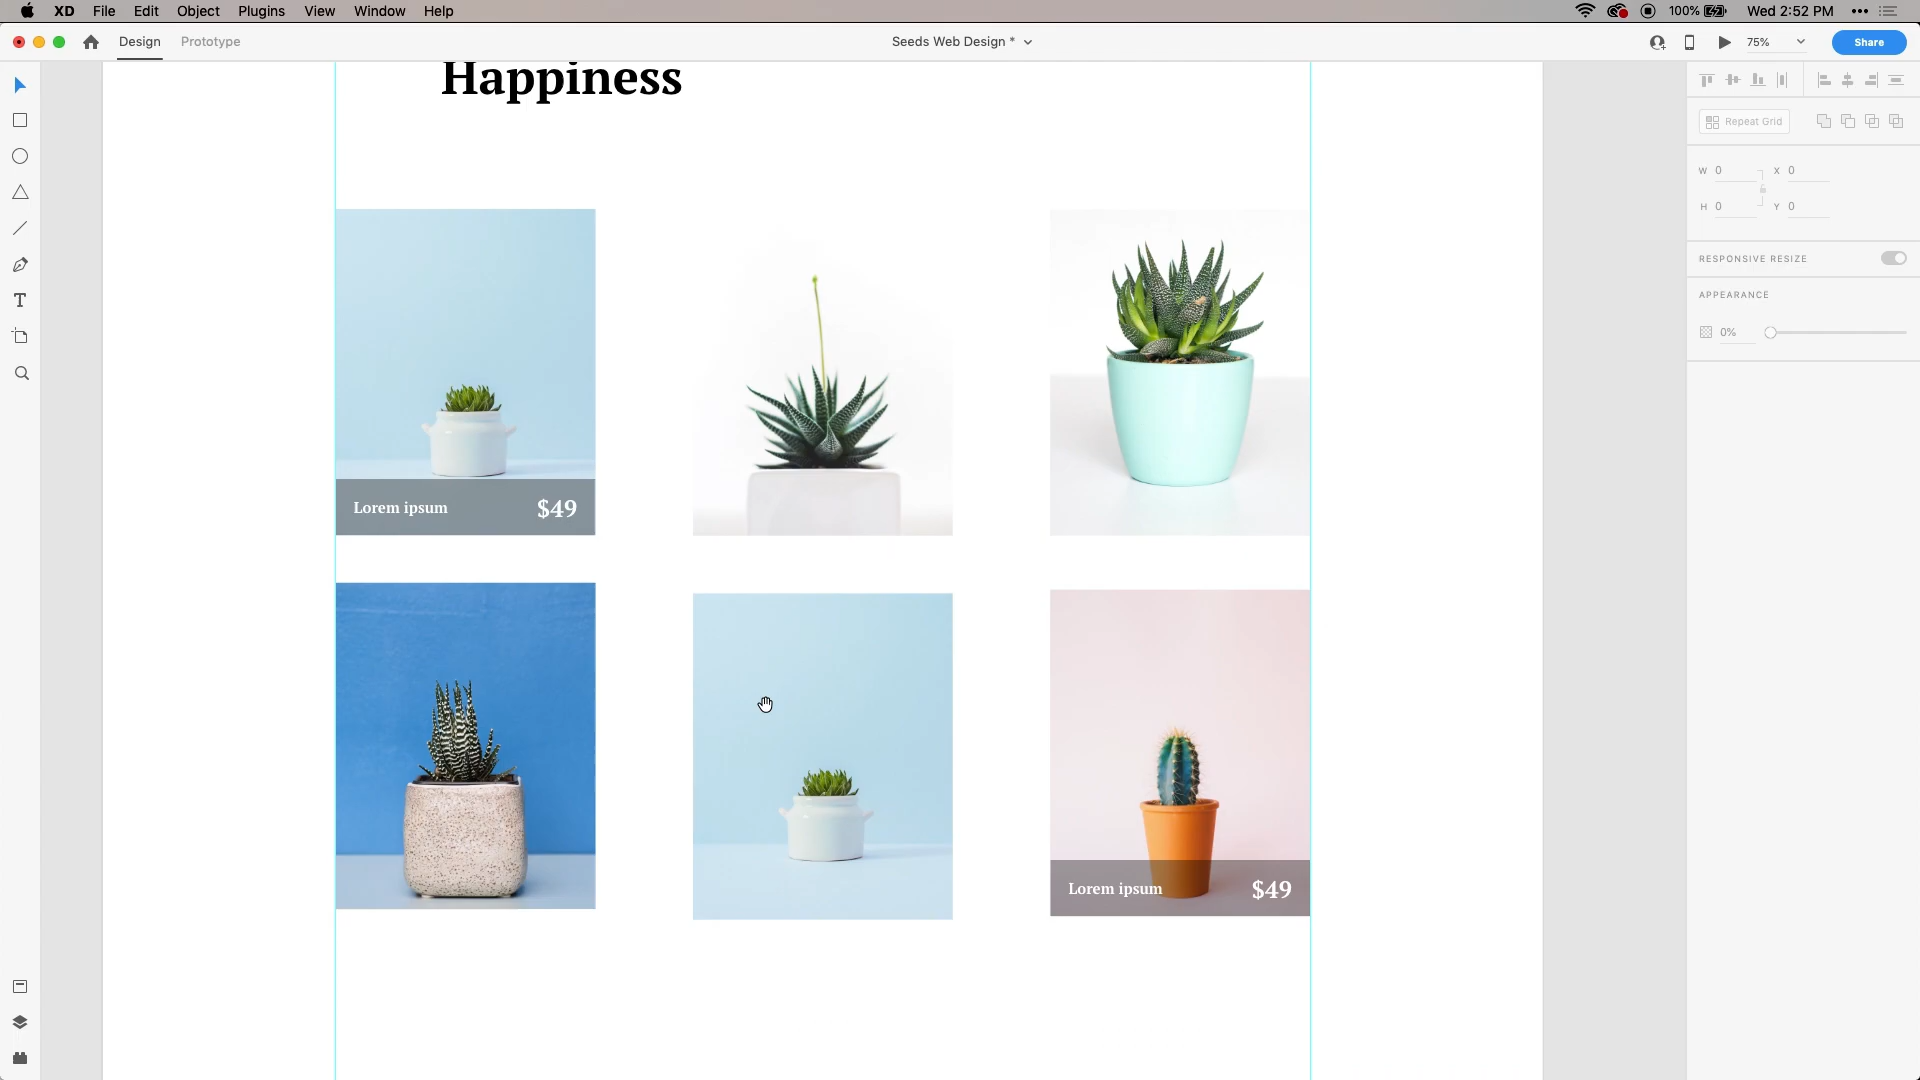 XD File Edit Object Plugins View Window Help 100% Wed 2:52 PM
Design Prototype Seeds Web Design * 75% Share
Happiness
Repeat Grid
W 0 X 0
H 0 Y 0
RESPONSIVE RESIZE
APPEARANCE
0%
Lorem ipsum $49
Lorem ipsum $49